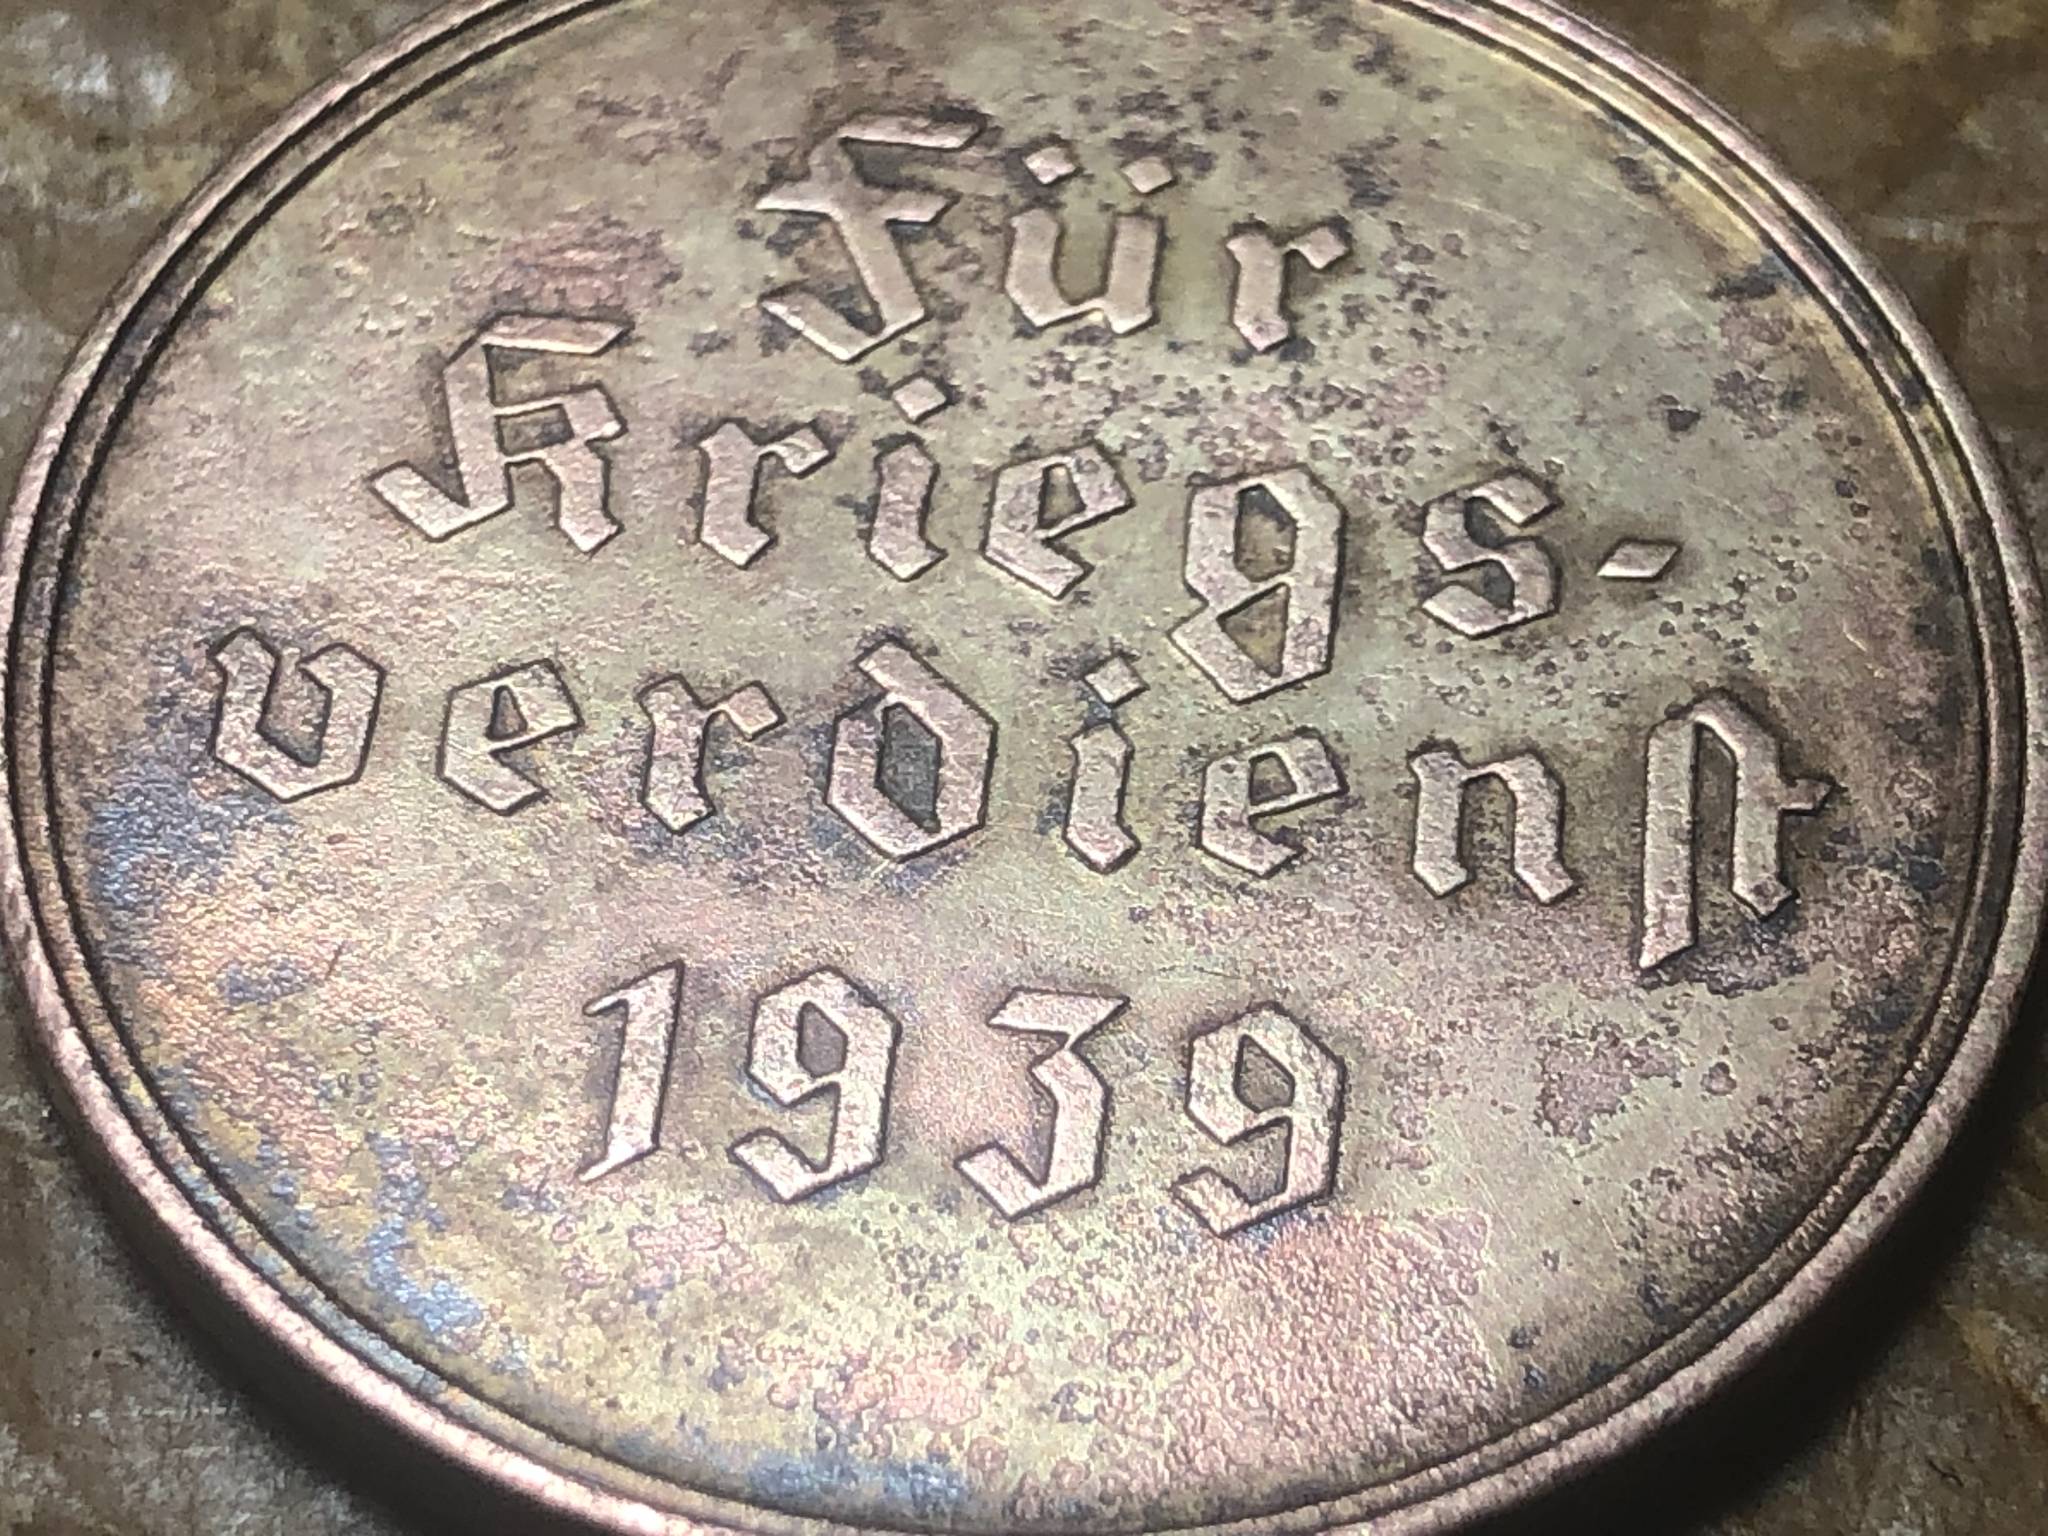 Für
Kriegs-
verdienst
1939